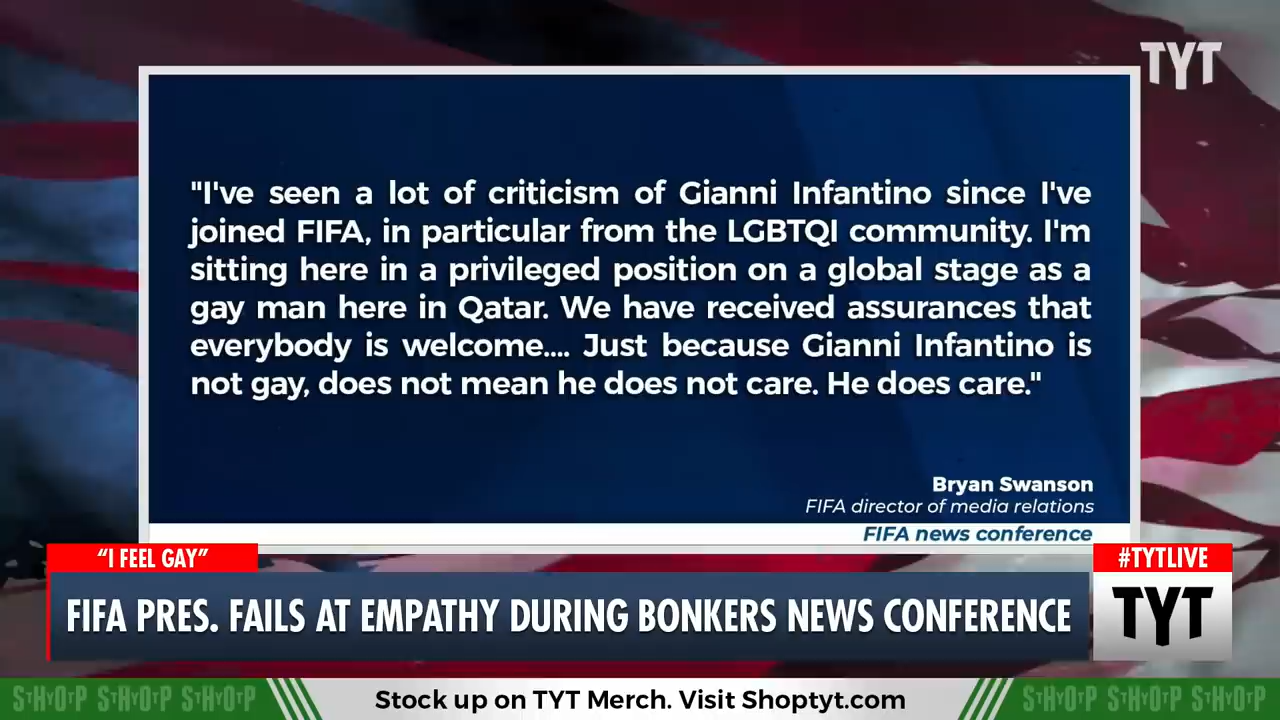 TYT
"I've seen a lot of criticism of Gianni Infantino since I've
joined FIFA, in particular from the LGBTQI community. I'm
sitting here in a privileged position on a global stage as a
gay man here in Qatar. We have received assurances that
everybody is welcome.... Just because Gianni Infantino is
not gay, does not mean he does not care. He does care."
Bryan Swanson
FIFA director of media relations
FIFA news conference
“I FEEL GAY”
#TYTLIVE
FIFA PRES. FAILS AT EMPATHY DURING BONKERS NEWS CONFERENCE
TYT
Stock up on TYT Merch. Visit Shoptyt.com